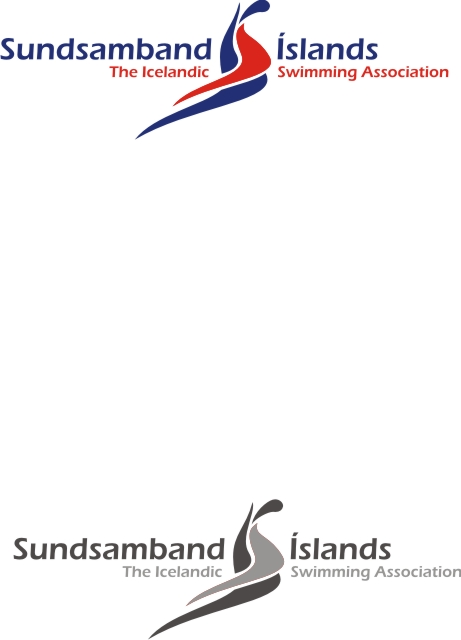 Sundsamband Íslands
The Icelandic Swimming Association
Sundsamband Íslands
The Icelandic Swimming Association